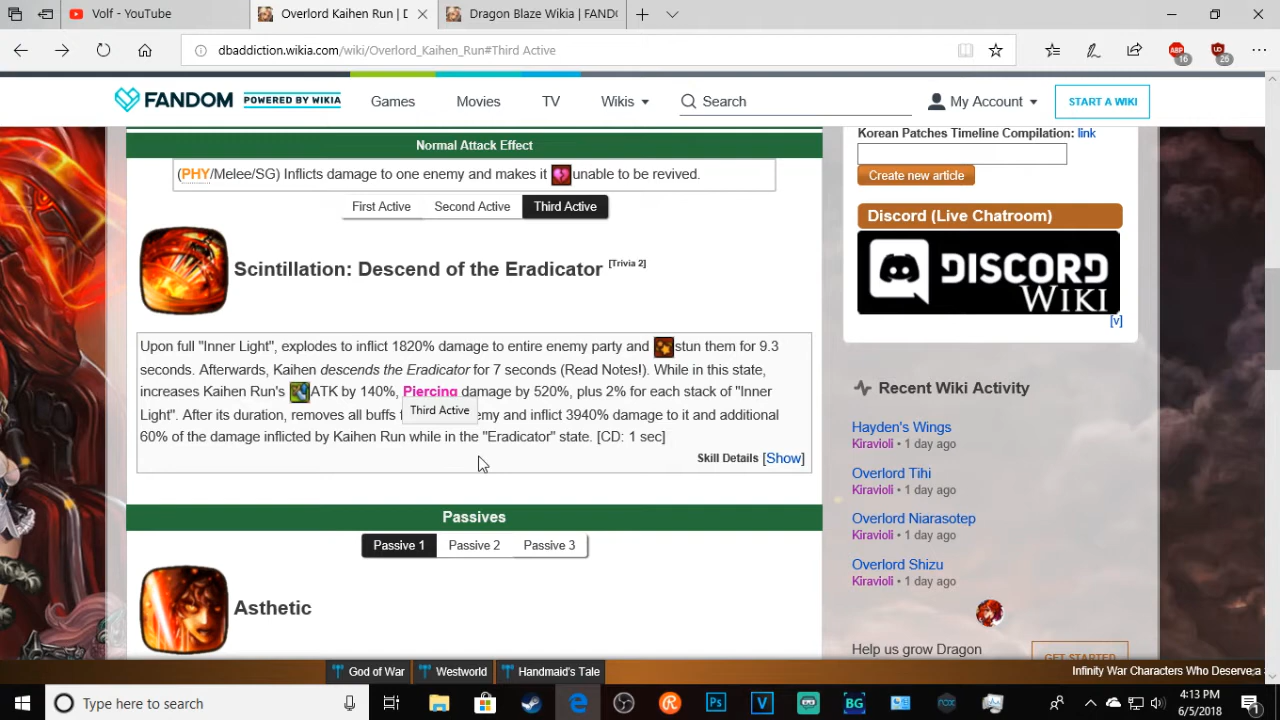 Volf - YouTube
Overlord Kaihen Run | D
Dragon Blaze Wikia | FAND
dbaddiction.wikia.com/wiki/Overlord_Kaihen_Run#Third Active
ABP
16
26
FANDOM POWERED BY WIKIA
Games
Movies
TV
Wikis
Search
My Account
START A WIKI
Normal Attack Effect
(PHY/Melee/SG) Inflicts damage to one enemy and makes it unable to be revived.
First Active
Second Active
Third Active
Scintillation: Descend of the Eradicator [Trivia 2]
Upon full "Inner Light", explodes to inflict 1820% damage to entire enemy party and stun them for 9.3
seconds. Afterwards, Kaihen descends the Eradicator for 7 seconds (Read Notes!). While in this state,
increases Kaihen Run's ATK by 140%, Piercing damage by 520%, plus 2% for each stack of "Inner
Light". After its duration, removes all buffs emy and inflict 3940% damage to it and additional
Third Active
60% of the damage inflicted by Kaihen Run while in the "Eradicator" state. [CD: 1 sec]
Skill Details [Show]
Passives
Passive 1
Passive 2
Passive 3
Asthetic
Korean Patches Timeline Compilation: link
Create new article
Discord (Live Chatroom)
DISCORD
WIKI
[v]
Recent Wiki Activity
Hayden's Wings
Kiravioli • 1 day ago
Overlord Tihi
Kiravioli • 1 day ago
Overlord Niarasotep
Kiravioli • 1 day ago
Overlord Shizu
Kiravioli • 1 day ago
Help us grow Dragon
GET STARTED
God of War
Westworld
Handmaid's Tale
Infinity War Characters Who Deserve;a
Type here to search
Ps
V
BG
4:13 PM
6/5/2018
1